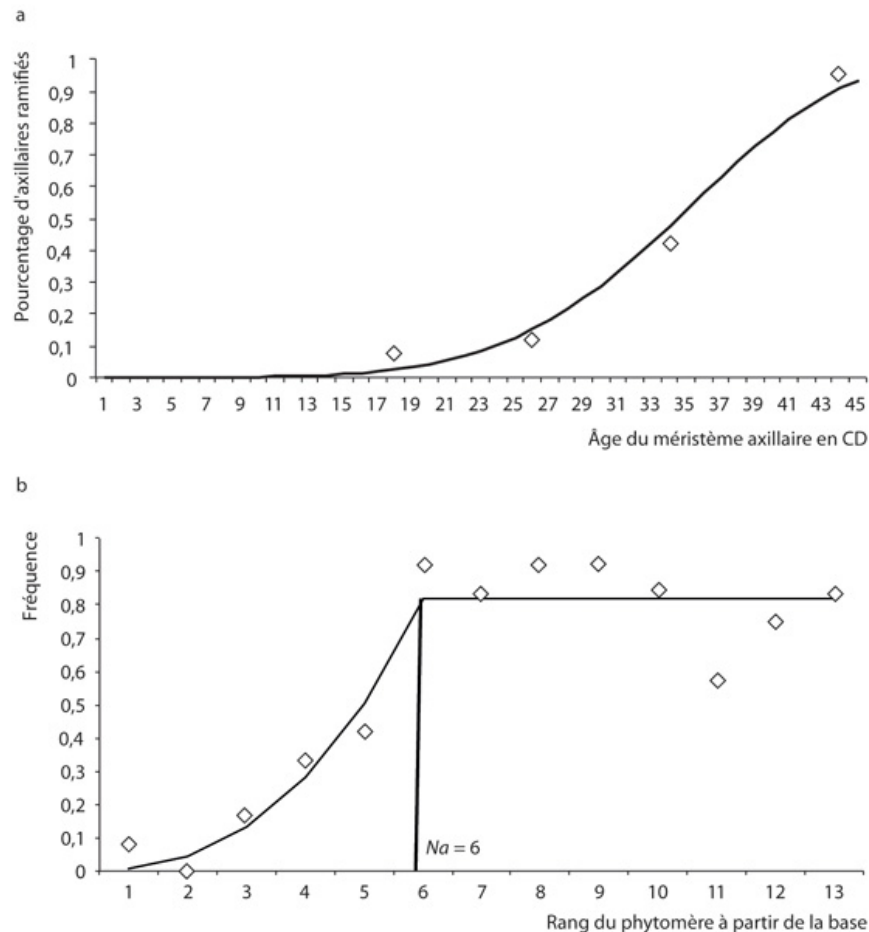 a
Pourcentage d'axillaires ramifiés
1
0,9
0,8
0,7
0,6
0,5
0,4
0,3
0,2
0,1
0
1 3 5 7 9 11 13 15 17 19 21 23 25 27 29 31 33 35 37 39 41 43 45
Âge du méristème axillaire en CD
b
Fréquence
1
0,9
0,8
0,7
0,6
0,5
0,4
0,3
0,2
0,1
0
Na = 6
1 2 3 4 5 6 7 8 9 10 11 12 13
Rang du phytomère à partir de la base